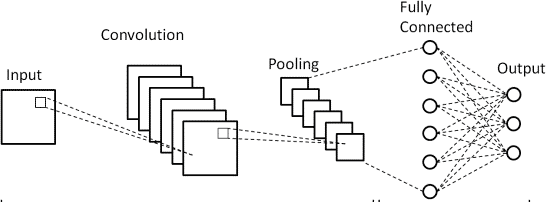 Input
Convolution
Pooling
Fully
Connected
Output